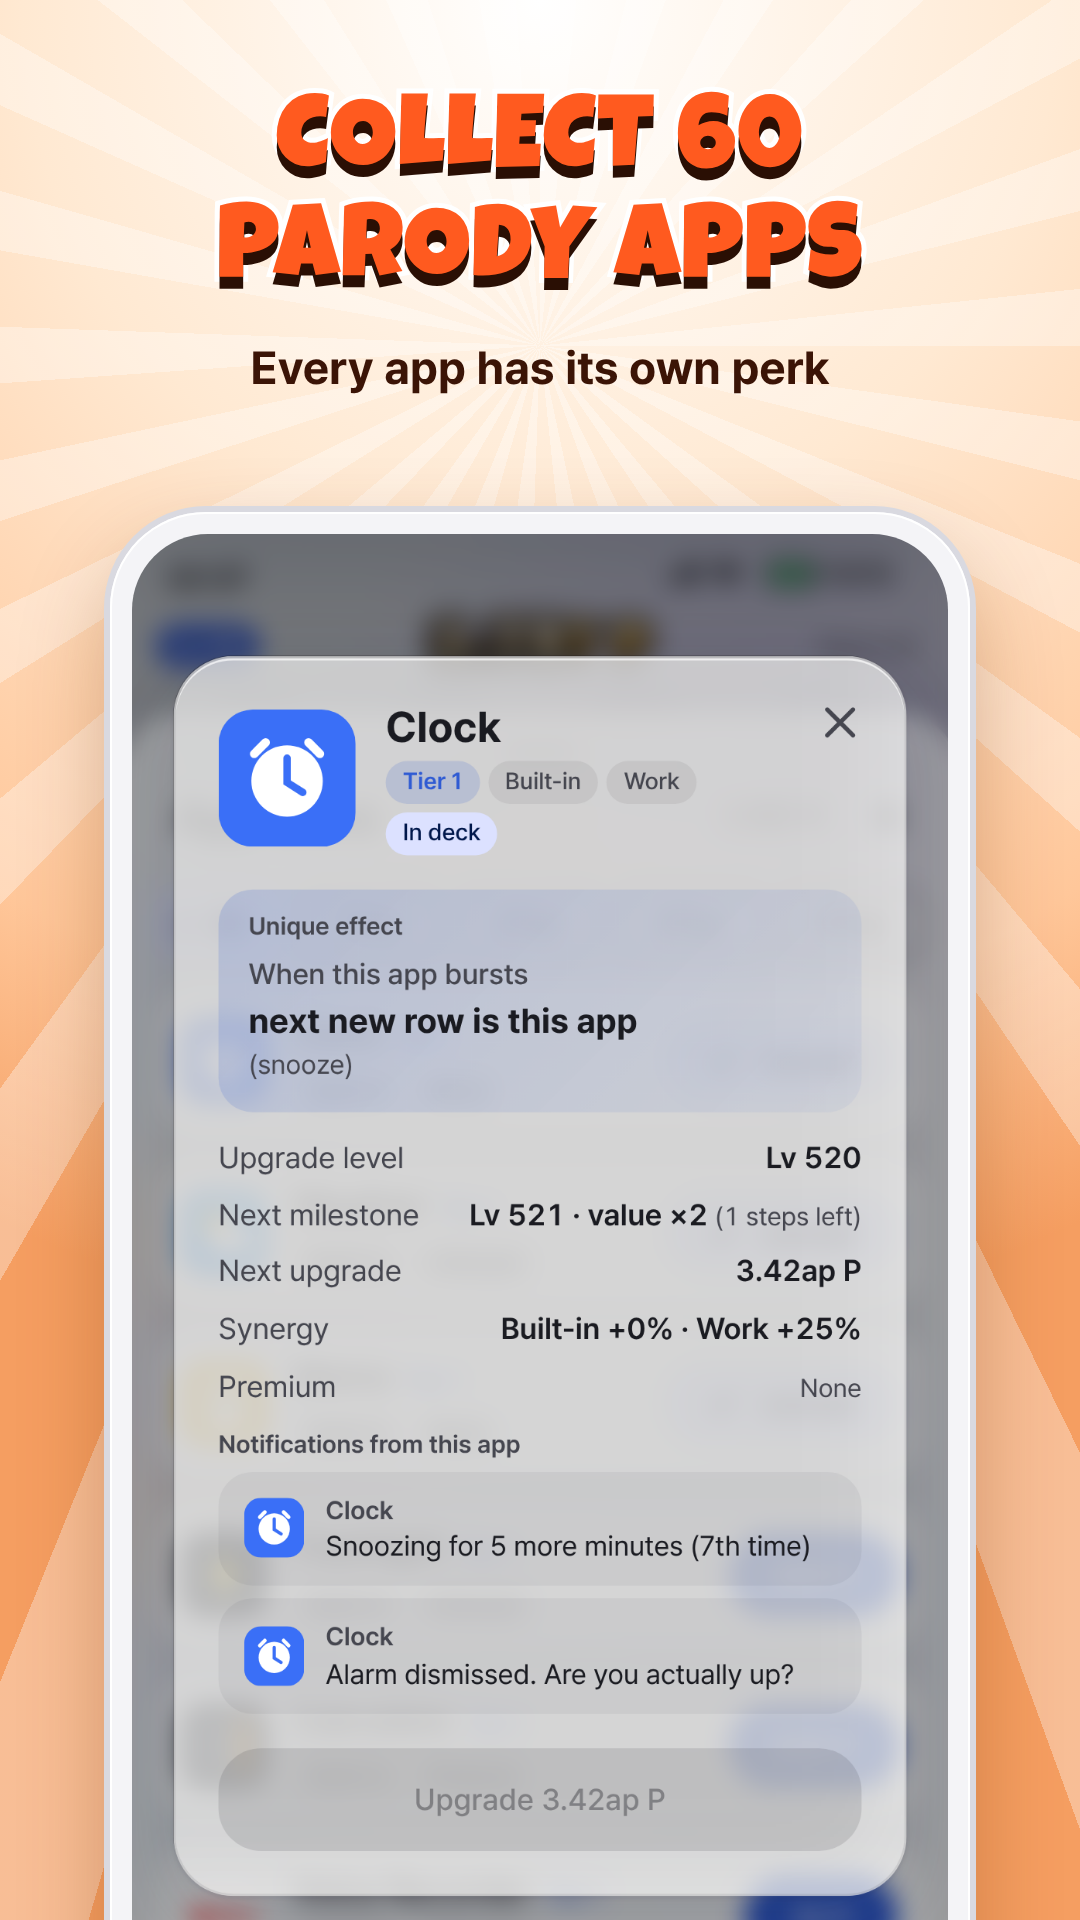 COLLECT 60
PARODY APPS
Every app has its own perk
Clock
Tier 1 Built-in Work
In deck
Unique effect
When this app bursts
next new row is this app
(snooze)
Upgrade level Lv 520
Next milestone Lv 521 · value ×2 (1 steps left)
Next upgrade 3.42ap P
Synergy Built-in +0% · Work +25%
Premium None
Notifications from this app
Clock
Snoozing for 5 more minutes (7th time)
Clock
Alarm dismissed. Are you actually up?
Upgrade 3.42ap P